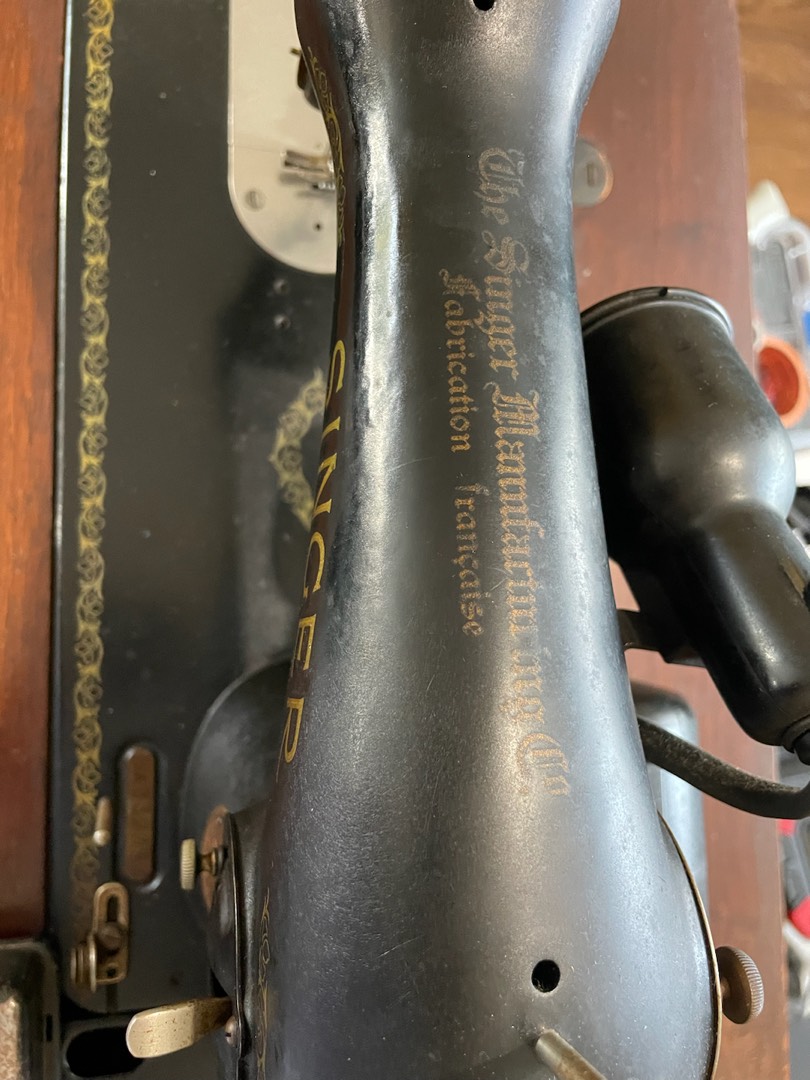 The Singer Manufacturing Cº.
Fabrication française
SINGER